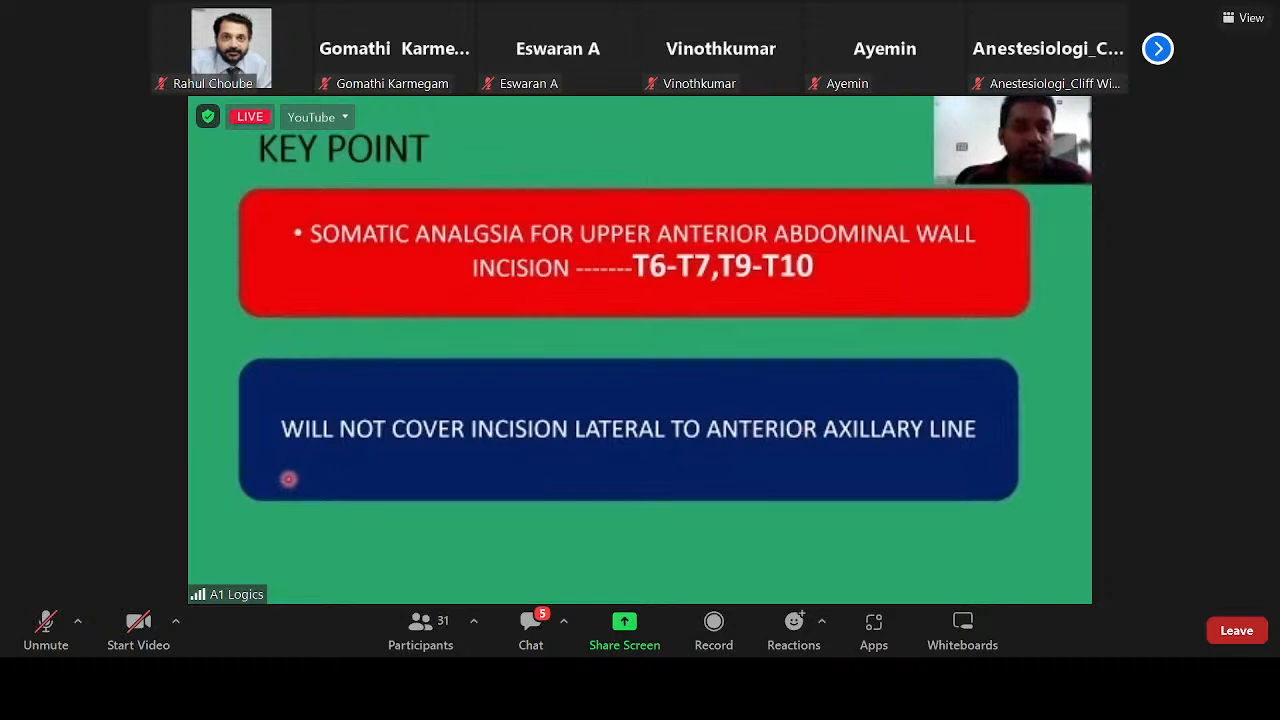 View
Gomathi Karme...
Eswaran A
Vinothkumar
Ayemin
Anestesiologi_C...
Rahul Choube
Gomathi Karmegam
Eswaran A
Vinothkumar
Ayemin
Anestesiologi_Cliff Wi...
LIVE
YouTube
KEY POINT
• SOMATIC ANALGSIA FOR UPPER ANTERIOR ABDOMINAL WALL
INCISION -------T6-T7,T9-T10
WILL NOT COVER INCISION LATERAL TO ANTERIOR AXILLARY LINE
A1 Logics
Unmute
Start Video
31
Participants
5
Chat
Share Screen
Record
Reactions
Apps
Whiteboards
Leave